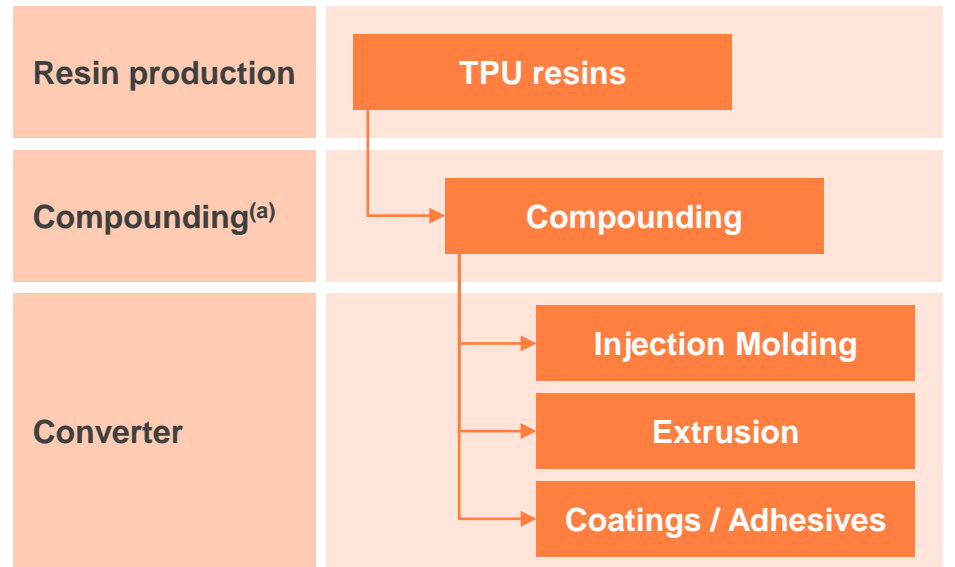 Resin production
TPU resins
Compounding(a)
Compounding
Converter
Injection Molding
Extrusion
Coatings / Adhesives